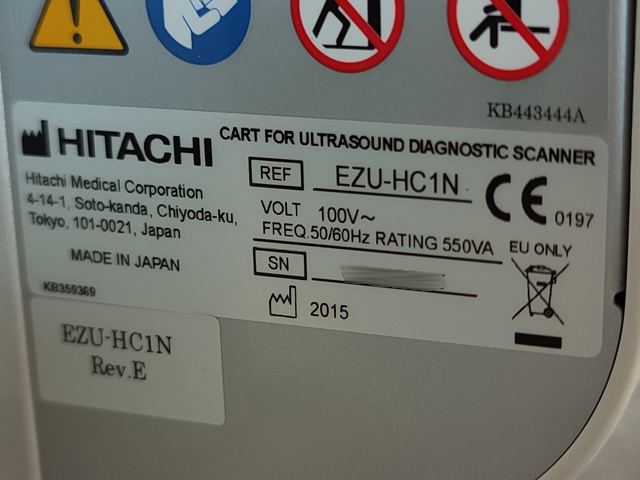 KB443444A
HITACHI
CART FOR ULTRASOUND DIAGNOSTIC SCANNER
Hitachi Medical Corporation
4-14-1, Soto-kanda, Chiyoda-ku,
Tokyo, 101-0021, Japan
MADE IN JAPAN
KB359369
REF EZU-HC1N
VOLT 100V~
FREQ.50/60Hz RATING 550VA
SN
2015
CE 0197
EU ONLY
EZU-HC1N
Rev.E